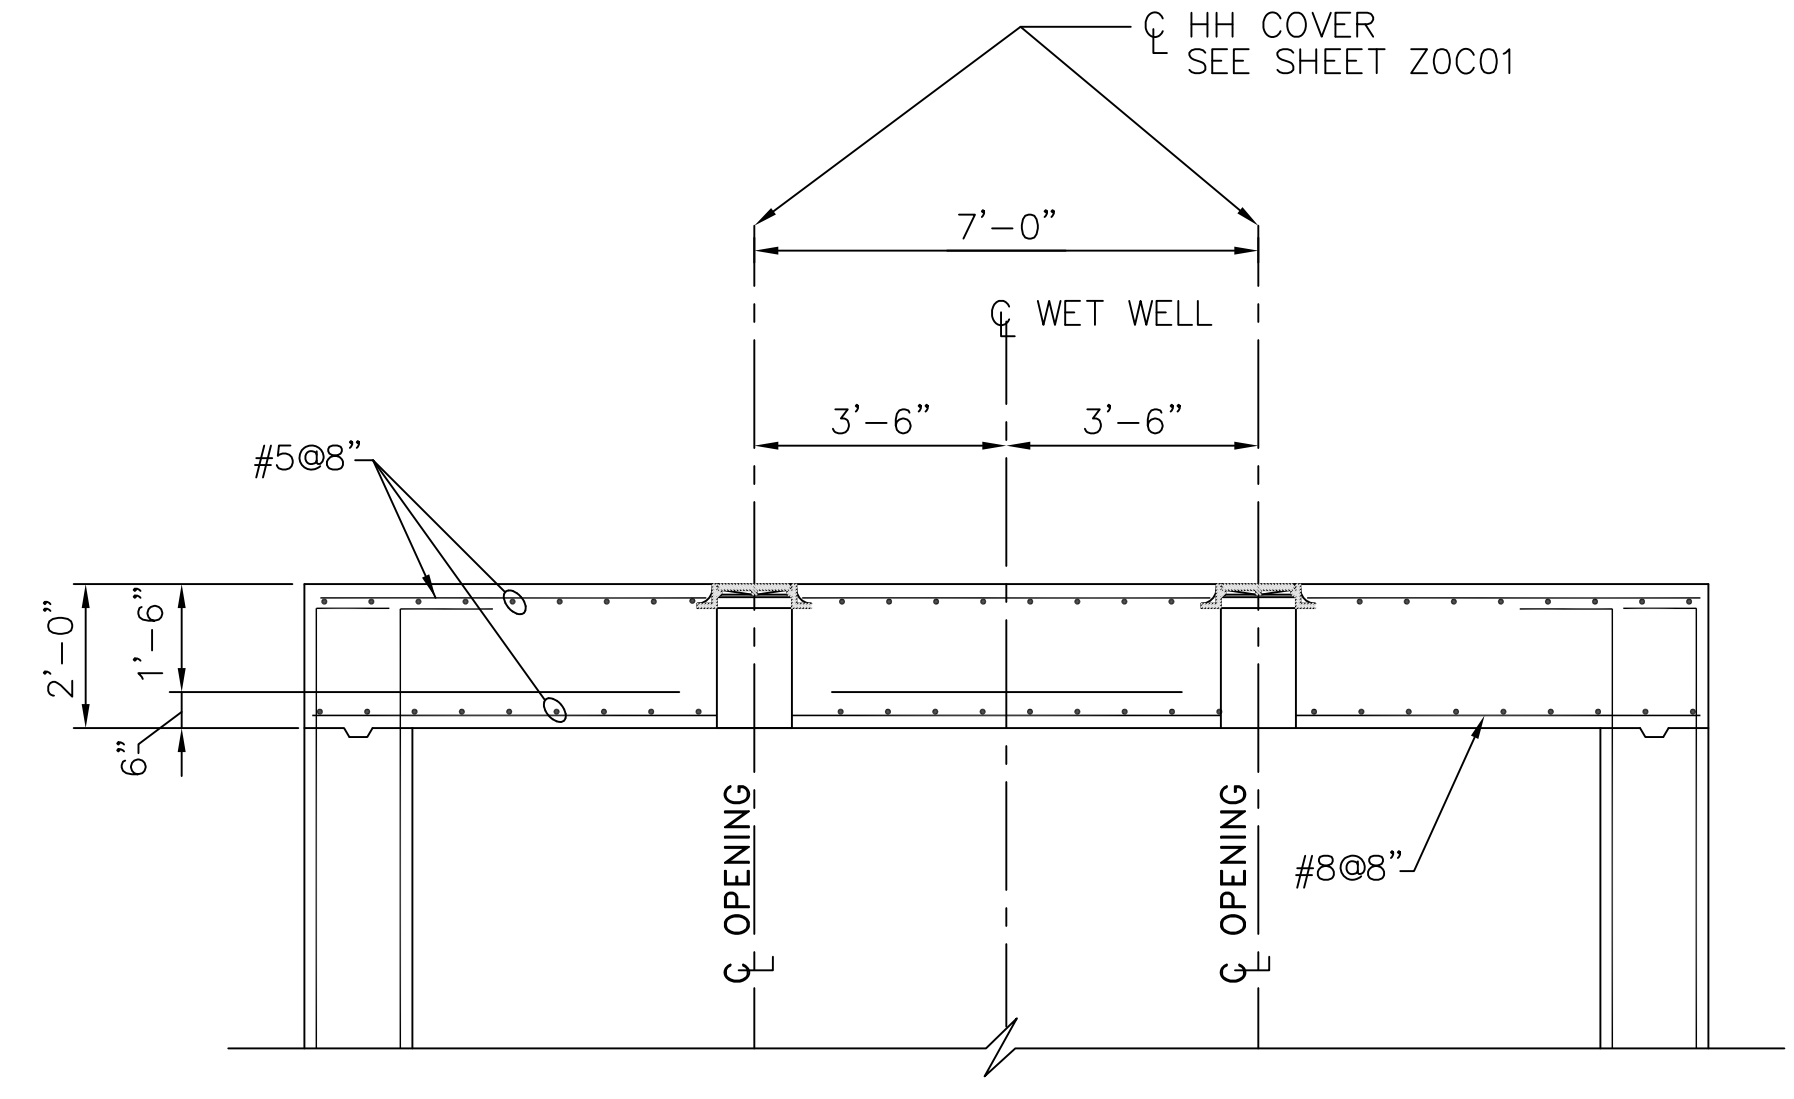 ℄ HH COVER
SEE SHEET Z0C01
7'-0"
℄ WET WELL
3'-6"
3'-6"
#5@8"
2'-0"
1'-6"
6"
℄ OPENING
℄ OPENING
#8@8"